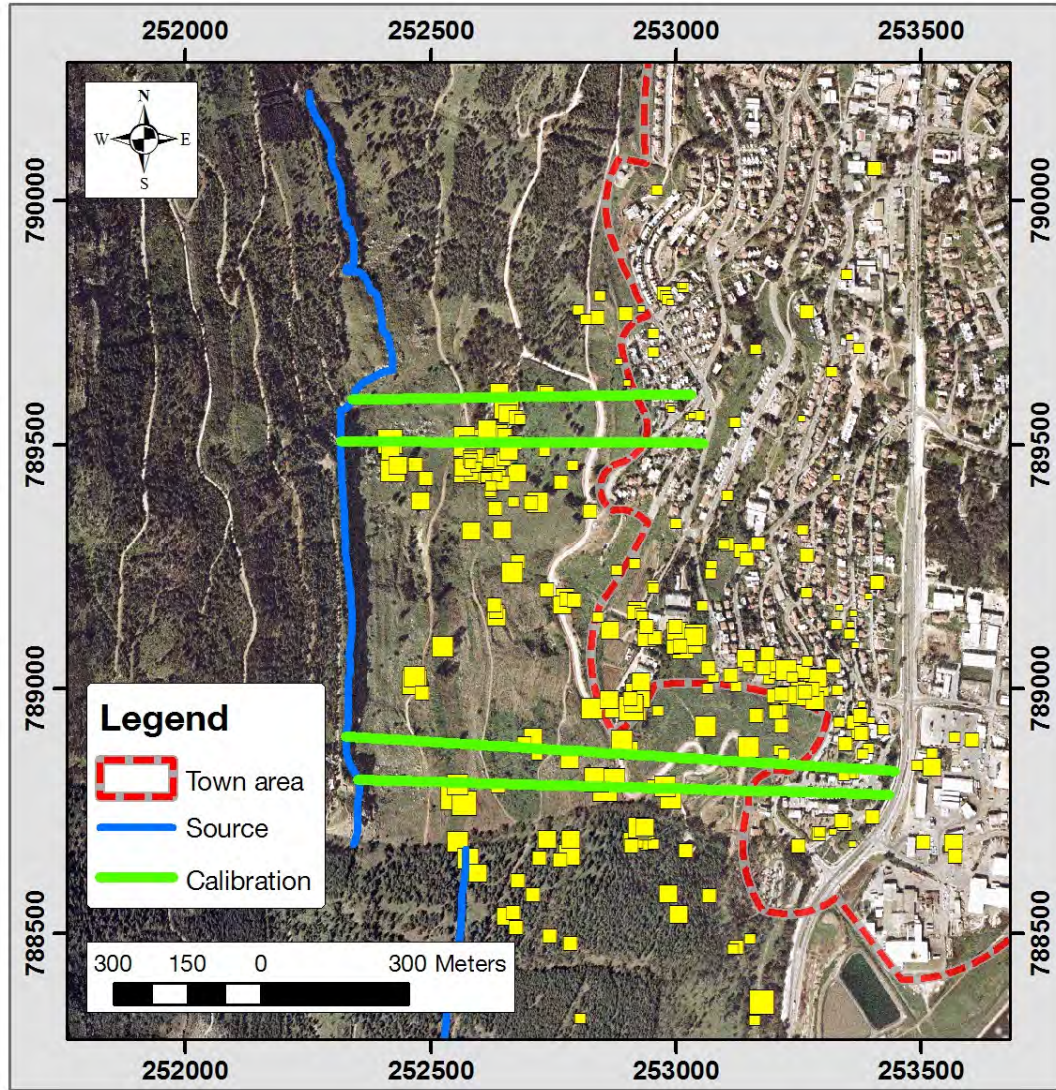 252000 252500 253000 253500
N
W E
S
790000 790000
789500 789500
789000 789000
Legend
Town area
Source
Calibration
788500 788500
300 150 0 300 Meters
252000 252500 253000 253500